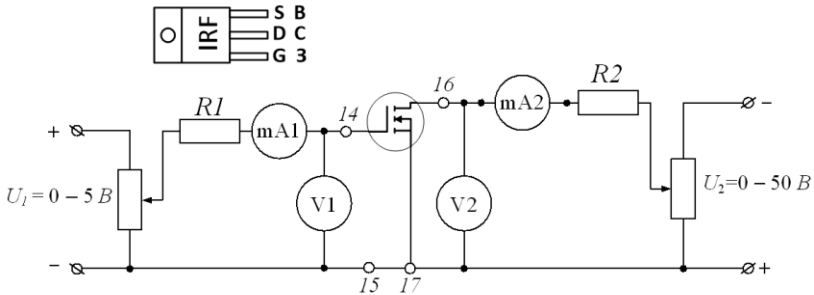 IRF
S В
D С
G З
R1
mA1
14
16
mA2
R2
+
-
U₁ = 0 – 5 В
V1
V2
U₂=0 – 50 В
-
+
15
17